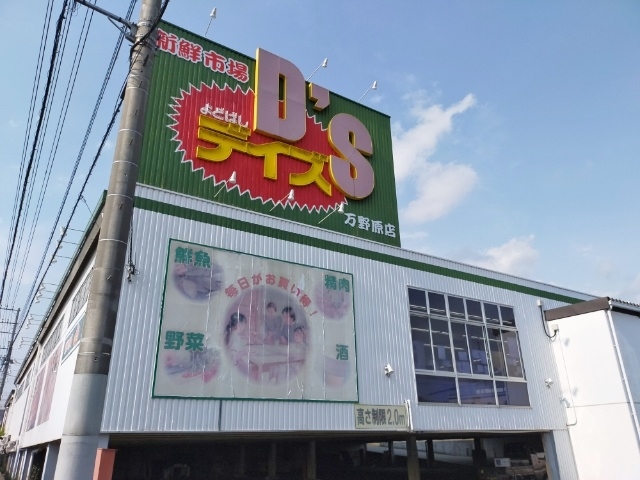 新鮮市場
D'S
よどばし
デイズ
万野原店
鮮魚
精肉
毎日がお買い得!
野菜
酒
高さ制限2.0m